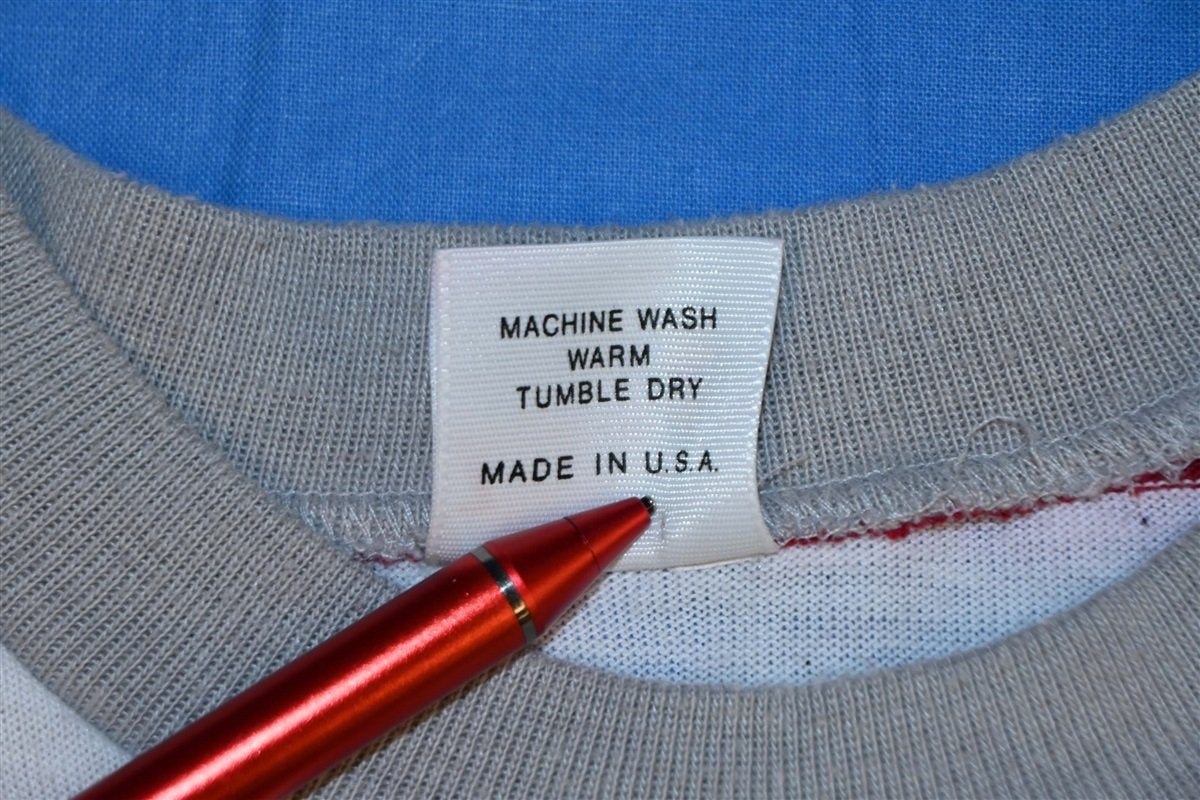 MACHINE WASH
WARM
TUMBLE DRY
MADE IN U.S.A.